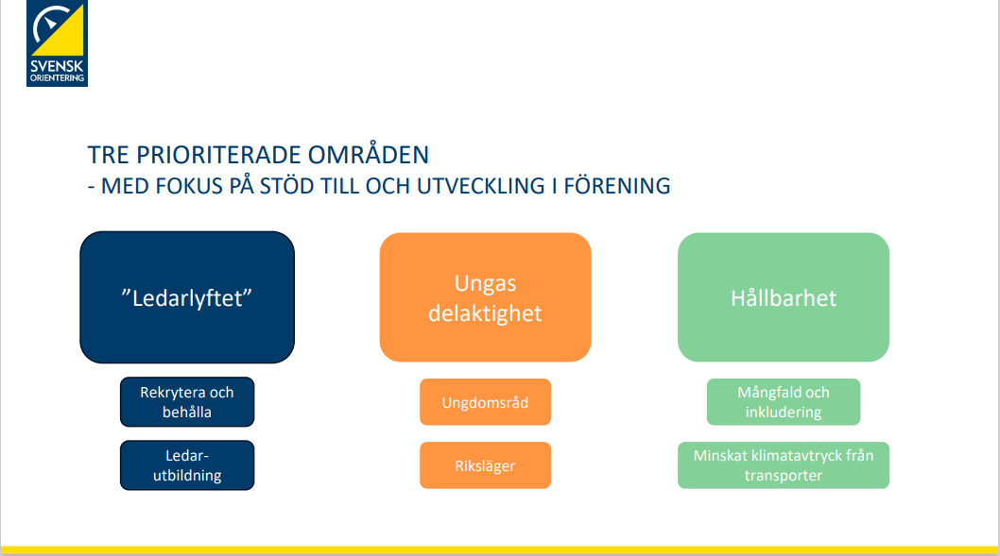 SVENSK
ORIENTERING
TRE PRIORITERADE OMRÅDEN
- MED FOKUS PÅ STÖD TILL OCH UTVECKLING I FÖRENING
”Ledarlyftet”
Rekrytera och
behålla
Ledar-
utbildning
Ungas
delaktighet
Ungdomsråd
Riksläger
Hållbarhet
Mångfald och
inkludering
Minskat klimatavtryck från
transporter